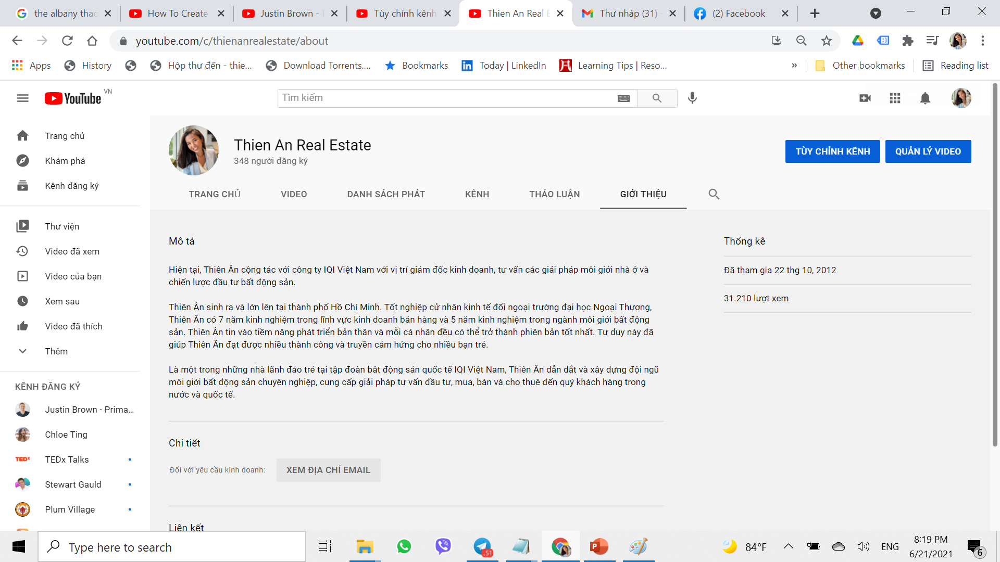 the albany thac
How To Create
Justin Brown - 
Tùy chỉnh kênh
Thien An Real E
Thư nháp (31)
(2) Facebook
youtube.com/c/thienanrealestate/about
Apps
History
Hộp thư đến - thie...
Download Torrents....
Bookmarks
Today | LinkedIn
Learning Tips | Reso...
»
Other bookmarks
Reading list
YouTube VN
Tìm kiếm
Trang chủ
Khám phá
Kênh đăng ký
Thư viện
Video đã xem
Video của bạn
Xem sau
Video đã thích
Thêm
KÊNH ĐĂNG KÝ
Justin Brown - Prima...
Chloe Ting
TEDx TEDx Talks
Stewart Gauld
Plum Village
Thien An Real Estate
348 người đăng ký
TÙY CHỈNH KÊNH
QUẢN LÝ VIDEO
TRANG CHỦ
VIDEO
DANH SÁCH PHÁT
KÊNH
THẢO LUẬN
GIỚI THIỆU
Mô tả
Hiện tại, Thiên Ân cộng tác với công ty IQI Việt Nam với vị trí giám đốc kinh doanh, tư vấn các giải pháp môi giới nhà ở và
chiến lược đầu tư bất động sản.
Thiên Ân sinh ra và lớn lên tại thành phố Hồ Chí Minh. Tốt nghiệp cử nhân kinh tế đối ngoại trường đại học Ngoại Thương,
Thiên Ân có 7 năm kinh nghiệm trong lĩnh vực kinh doanh bán hàng và 5 năm kinh nghiệm trong ngành môi giới bất động
sản. Thiên Ân tin vào tiềm năng phát triển bản thân và mỗi cá nhân đều có thể trở thành phiên bản tốt nhất. Tư duy này đã
giúp Thiên Ân đạt được nhiều thành công và truyền cảm hứng cho nhiều bạn trẻ.
Là một trong những nhà lãnh đảo trẻ tại tập đoàn bât động sản quốc tế IQI Việt Nam, Thiên Ân dẫn dắt và xây dựng đội ngũ
môi giới bất động sản chuyên nghiệp, cung cấp giải pháp tư vấn đầu tư, mua, bán và cho thuê đến quý khách hàng trong
nước và quốc tế.
Chi tiết
Đối với yêu cầu kinh doanh:
XEM ĐỊA CHỈ EMAIL
Liên kết
Thống kê
Đã tham gia 22 thg 10, 2012
31.210 lượt xem
Type here to search
..51
84°F
ENG
8:19 PM
6/21/2021
6